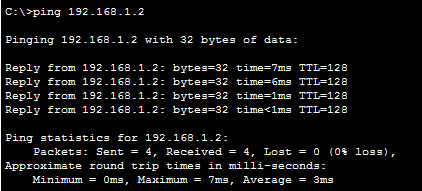 C:\>ping 192.168.1.2
Pinging 192.168.1.2 with 32 bytes of data:
Reply from 192.168.1.2: bytes=32 time=7ms TTL=128
Reply from 192.168.1.2: bytes=32 time=6ms TTL=128
Reply from 192.168.1.2: bytes=32 time=1ms TTL=128
Reply from 192.168.1.2: bytes=32 time<1ms TTL=128
Ping statistics for 192.168.1.2:
    Packets: Sent = 4, Received = 4, Lost = 0 (0% loss),
Approximate round trip times in milli-seconds:
    Minimum = 0ms, Maximum = 7ms, Average = 3ms